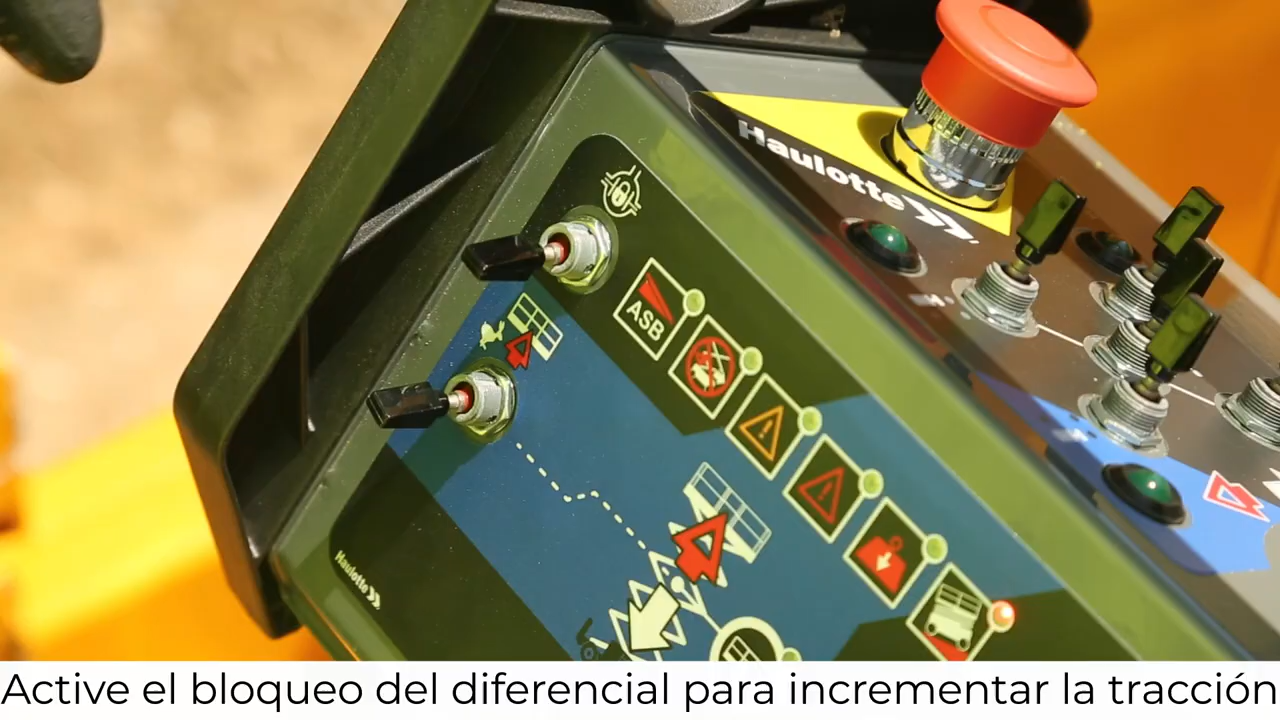 Haulotte
ASB
Haulotte
Active el bloqueo del diferencial para incrementar la tracción